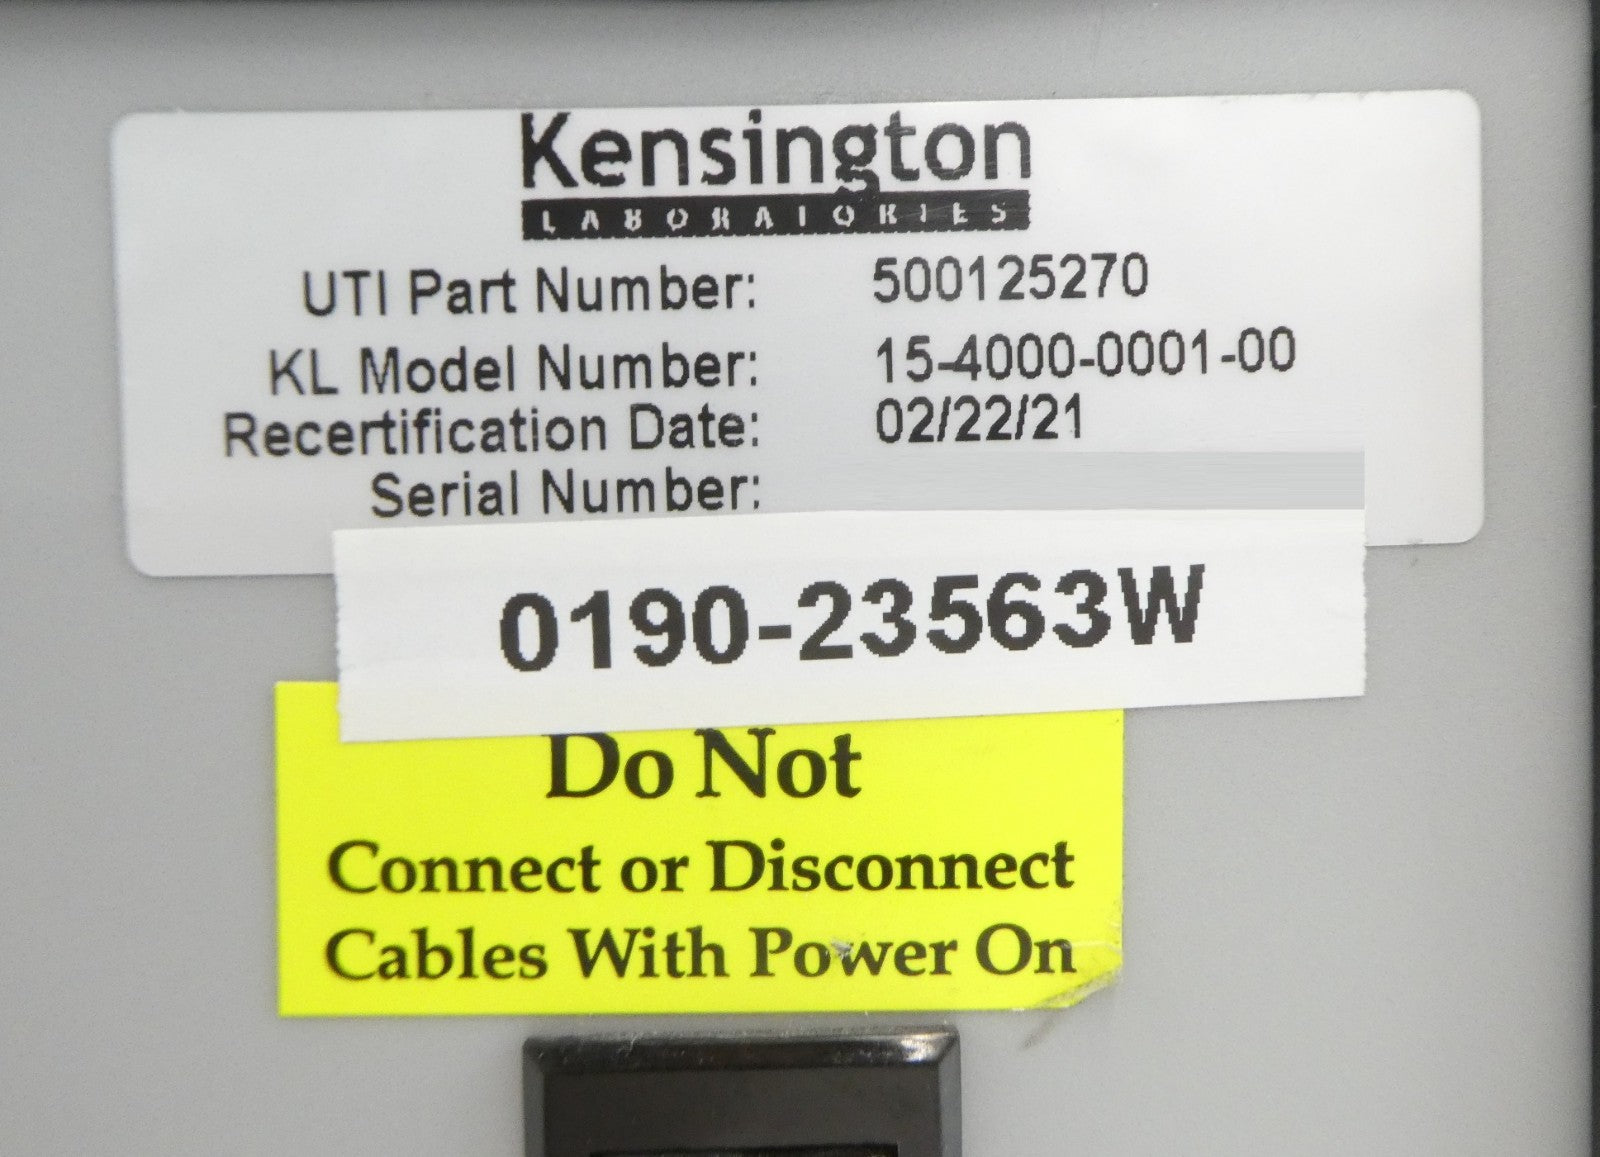 Kensington
LABORATORIES
UTI Part Number: 500125270
KL Model Number: 15-4000-0001-00
Recertification Date: 02/22/21
Serial Number:
0190-23563W
Do Not
Connect or Disconnect
Cables With Power On